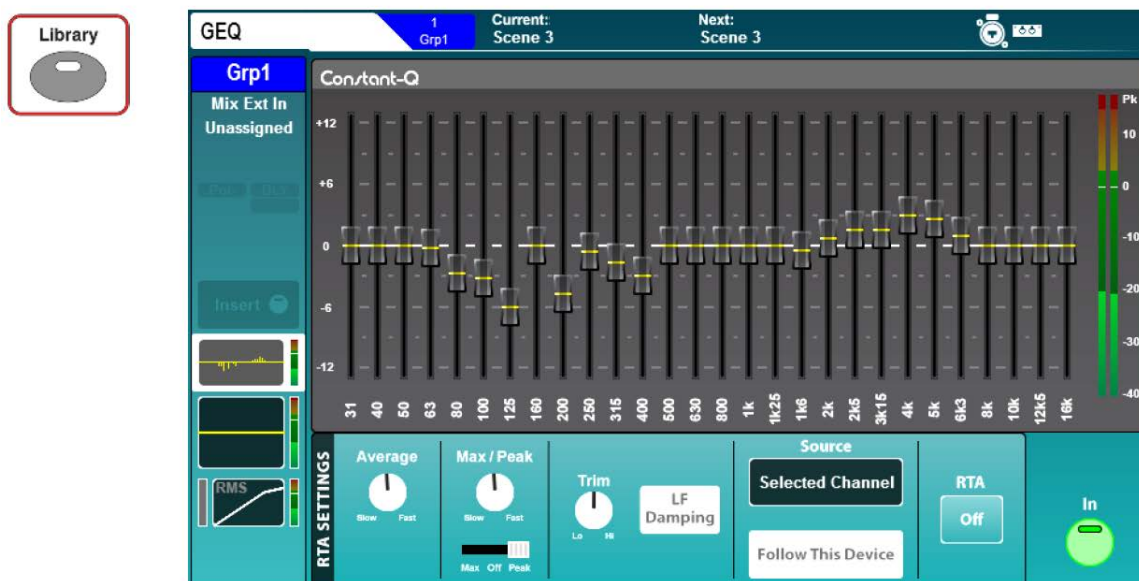 Library
GEQ
1
Grp1
Current:
Scene 3
Next:
Scene 3
Grp1
Mix Ext In
Unassigned
Insert
RMS
Constant-Q
+12
+6
0
-6
-12
Pk
10
0
-10
-20
-30
-40
31 40 50 63 80 100 125 160 200 250 315 400 500 630 800 1k 1k25 1k6 2k 2k5 3k15 4k 5k 6k3 8k 10k 12k5 16k
RTA SETTINGS
Average
Slow Fast
Max / Peak
Slow Fast
Max Off Peak
Trim
Lo Hi
LF
Damping
Source
Selected Channel
Follow This Device
RTA
Off
In